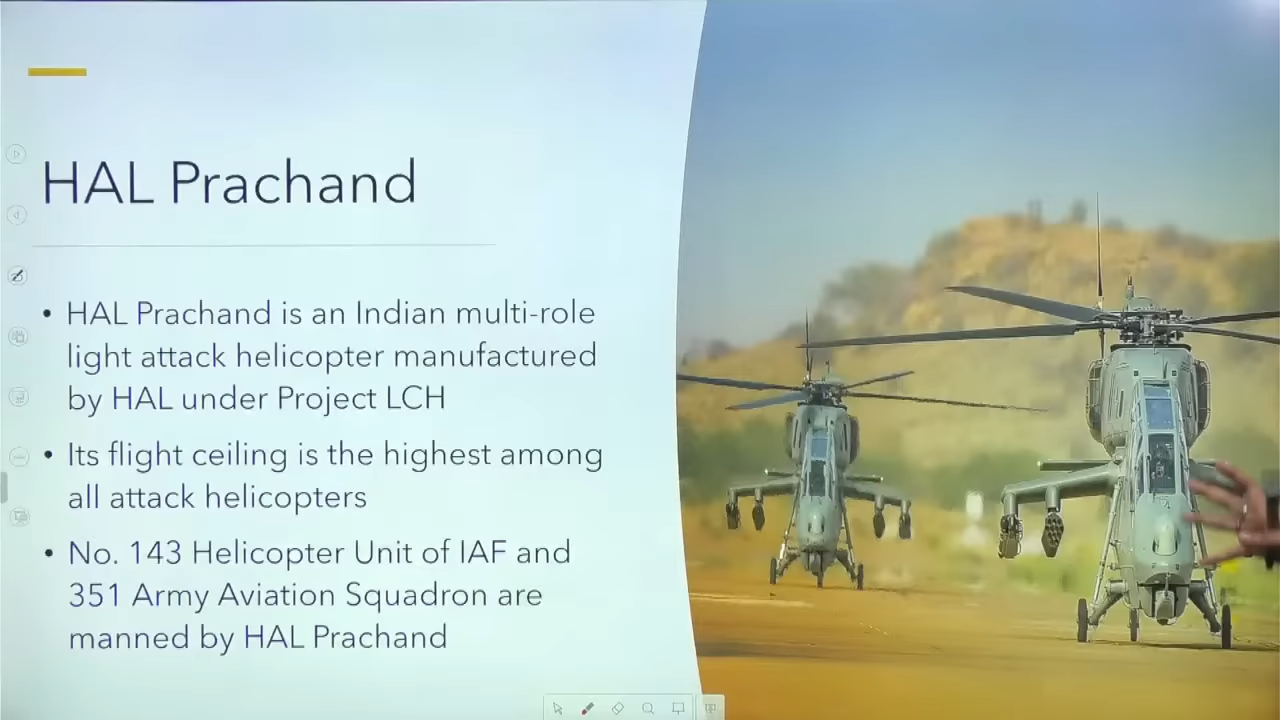 HAL Prachand
• HAL Prachand is an Indian multi-role
light attack helicopter manufactured
by HAL under Project LCH
• Its flight ceiling is the highest among
all attack helicopters
• No. 143 Helicopter Unit of IAF and
351 Army Aviation Squadron are
manned by HAL Prachand